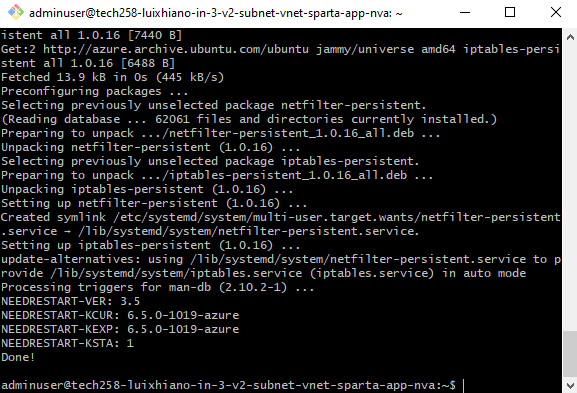 adminuser@tech258-luixhiano-in-3-v2-subnet-vnet-sparta-app-nva: ~
istent all 1.0.16 [7440 B]
Get:2 http://azure.archive.ubuntu.com/ubuntu jammy/universe amd64 iptables-persi
stent all 1.0.16 [6488 B]
Fetched 13.9 kB in 0s (445 kB/s)
Preconfiguring packages ...
Selecting previously unselected package netfilter-persistent.
(Reading database ... 62061 files and directories currently installed.)
Preparing to unpack .../netfilter-persistent_1.0.16_all.deb ...
Unpacking netfilter-persistent (1.0.16) ...
Selecting previously unselected package iptables-persistent.
Preparing to unpack .../iptables-persistent_1.0.16_all.deb ...
Unpacking iptables-persistent (1.0.16) ...
Setting up netfilter-persistent (1.0.16) ...
Created symlink /etc/systemd/system/multi-user.target.wants/netfilter-persistent
.service → /lib/systemd/system/netfilter-persistent.service.
Setting up iptables-persistent (1.0.16) ...
update-alternatives: using /lib/systemd/system/netfilter-persistent.service to p
rovide /lib/systemd/system/iptables.service (iptables.service) in auto mode
Processing triggers for man-db (2.10.2-1) ...
NEEDRESTART-VER: 3.5
NEEDRESTART-KCUR: 6.5.0-1019-azure
NEEDRESTART-KEXP: 6.5.0-1019-azure
NEEDRESTART-KSTA: 1
Done!
adminuser@tech258-luixhiano-in-3-v2-subnet-vnet-sparta-app-nva:~$